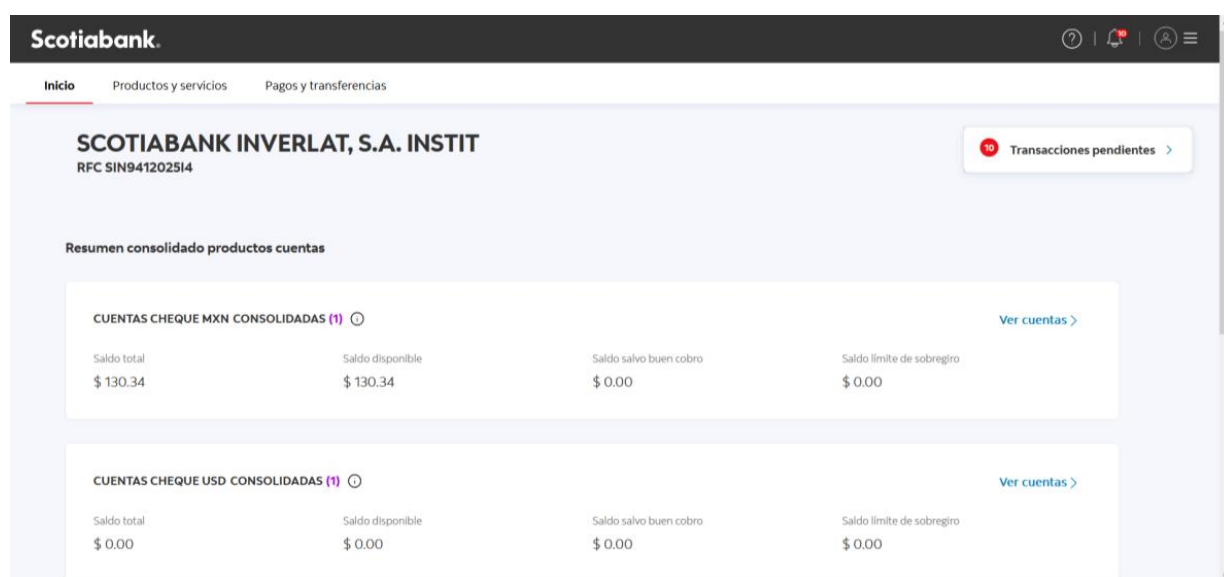 Scotiabank.
10
Inicio Productos y servicios Pagos y transferencias
SCOTIABANK INVERLAT, S.A. INSTIT
RFC SIN9412025I4
10 Transacciones pendientes >
Resumen consolidado productos cuentas
CUENTAS CHEQUE MXN CONSOLIDADAS (1)
Ver cuentas >
Saldo total Saldo disponible Saldo salvo buen cobro Saldo límite de sobregiro
$ 130.34 $ 130.34 $ 0.00 $ 0.00
CUENTAS CHEQUE USD CONSOLIDADAS (1)
Ver cuentas >
Saldo total Saldo disponible Saldo salvo buen cobro Saldo límite de sobregiro
$ 0.00 $ 0.00 $ 0.00 $ 0.00